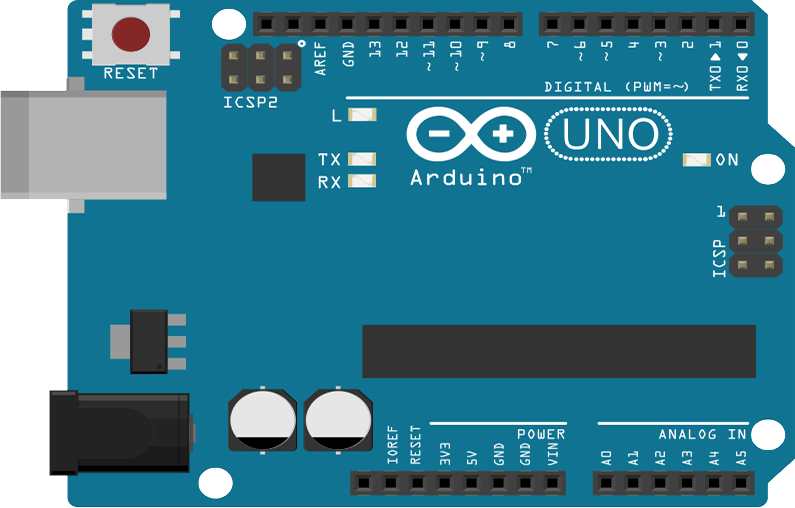 RESET
ICSP2
AREF
GND
13
12
~11
~10
~9
8
7
~6
~5
4
~3
2
TX0▶1
RX0◀0
DIGITAL (PWM=~)
L
TX
RX
Arduino™
UNO
ON
1
ICSP
POWER
ANALOG IN
IOREF
RESET
3V3
5V
GND
GND
VIN
A0
A1
A2
A3
A4
A5